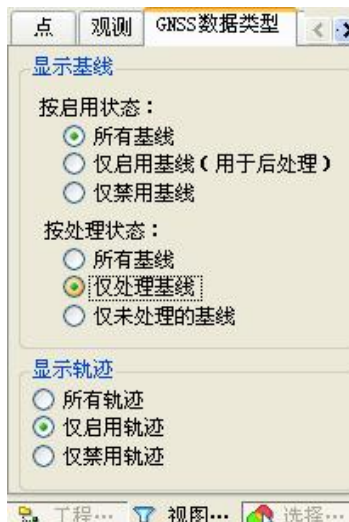 点 观测 GNSS数据类型
显示基线
按启用状态：
所有基线
仅启用基线（用于后处理）
仅禁用基线
按处理状态：
所有基线
仅处理基线
仅未处理的基线
显示轨迹
所有轨迹
仅启用轨迹
仅禁用轨迹
工程… 视图… 选择…